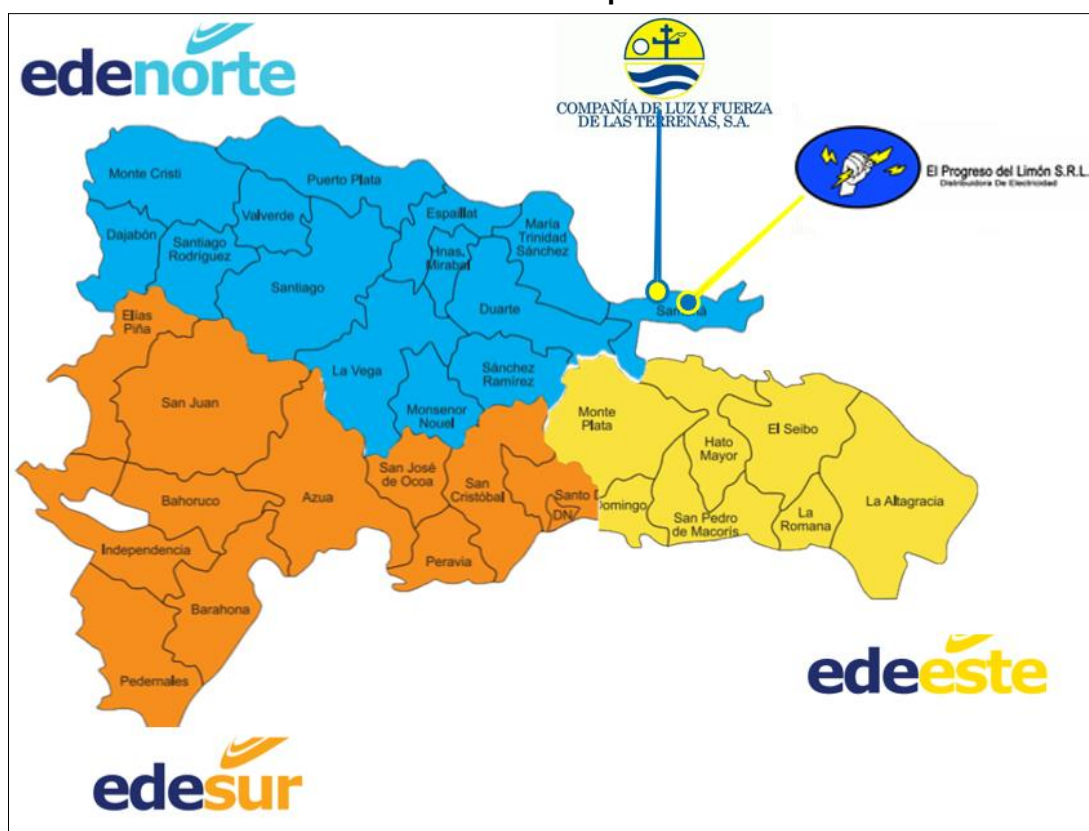 edenorte
COMPAÑÍA DE LUZ Y FUERZA
DE LAS TERRENAS, S.A.
El Progreso del Limón S.R.L.
Distribuidora De Electricidad
Monte Cristi
Puerto Plata
Valverde
Espaillat
María
Trinidad
Sánchez
Dajabón
Santiago
Rodríguez
Hnas.
Mirabal
Santiago
Duarte
Elías
Piña
La Vega
Sánchez
Ramírez
San Juan
Monsenor
Nouel
Monte
Plata
El Seibo
Hato
Mayor
San José
de Ocoa
San
Cristóbal
Bahoruco
Azua
Santo D
DN
Domingo
San Pedro
de Macorís
La
Romana
La Altagracia
Independencia
Peravia
Barahona
Pedernales
edeeste
edesur